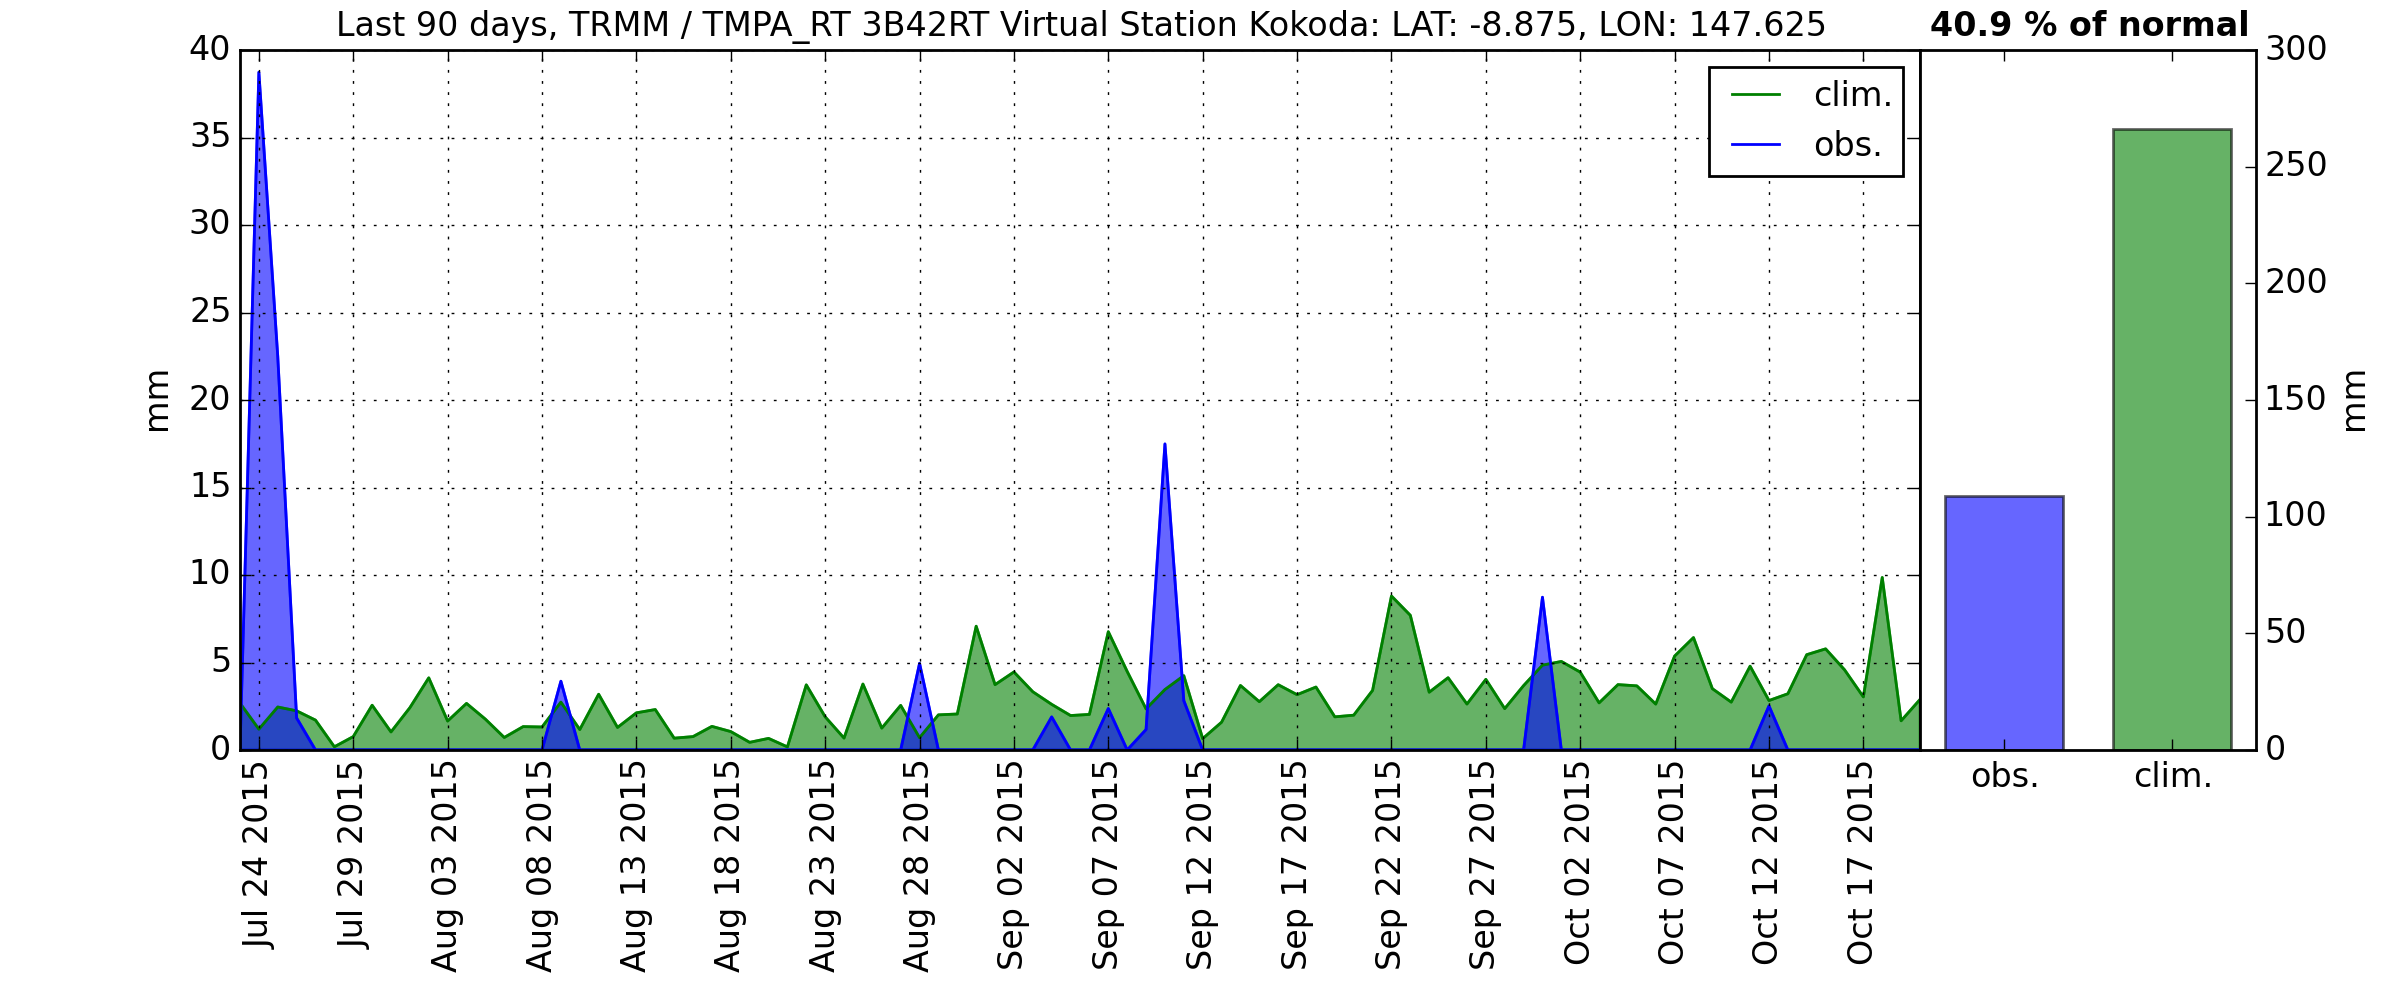 Last 90 days, TRMM / TMPA_RT 3B42RT Virtual Station Kokoda: LAT: -8.875, LON: 147.625
40.9 % of normal
40
35
30
25
20
15
10
5
0
mm
clim.
obs.
Jul 24 2015
Jul 29 2015
Aug 03 2015
Aug 08 2015
Aug 13 2015
Aug 18 2015
Aug 23 2015
Aug 28 2015
Sep 02 2015
Sep 07 2015
Sep 12 2015
Sep 17 2015
Sep 22 2015
Sep 27 2015
Oct 02 2015
Oct 07 2015
Oct 12 2015
Oct 17 2015
obs.
clim.
300
250
200
150
100
50
0
mm